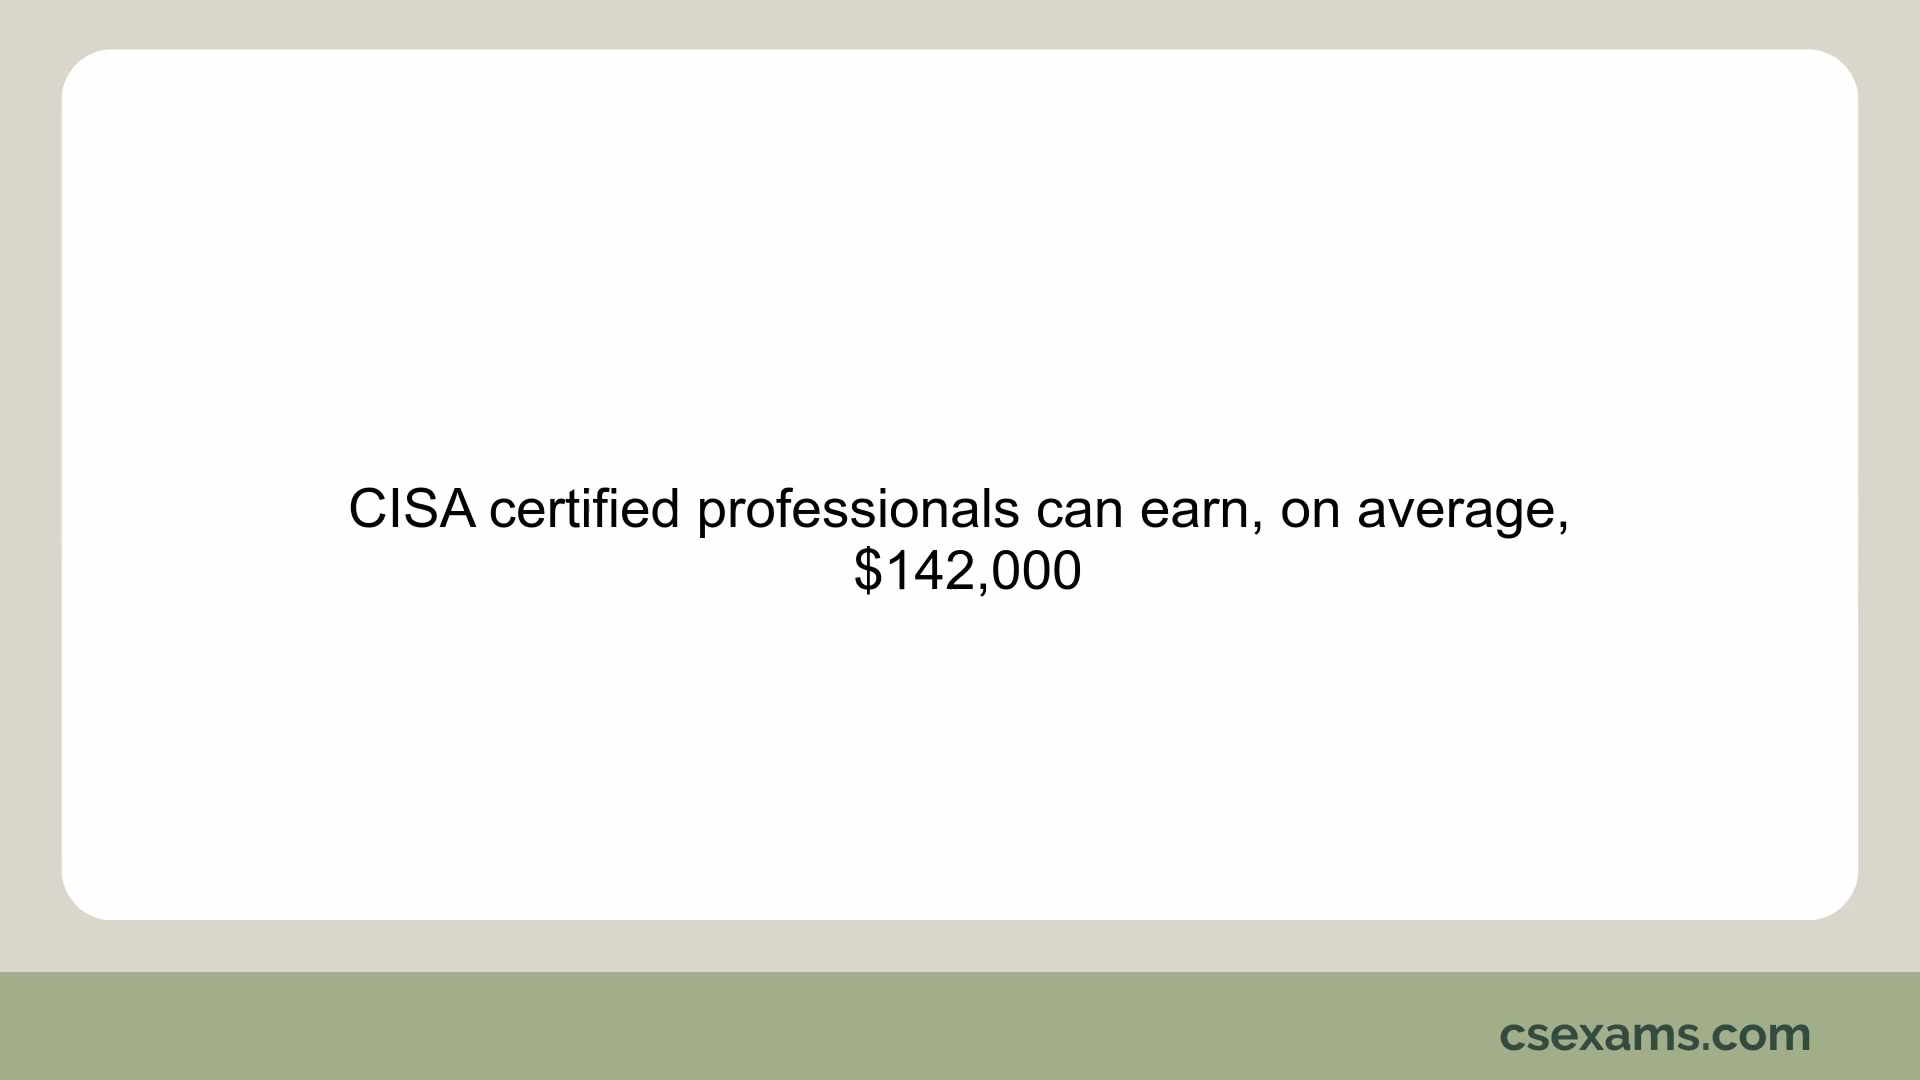 CISA certified professionals can earn, on average,
$142,000
csexams.com